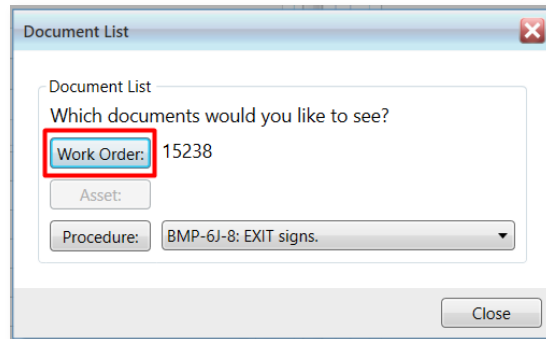 Document List
Document List
Which documents would you like to see?
Work Order: 15238
Asset:
Procedure: BMP-6J-8: EXIT signs.
Close